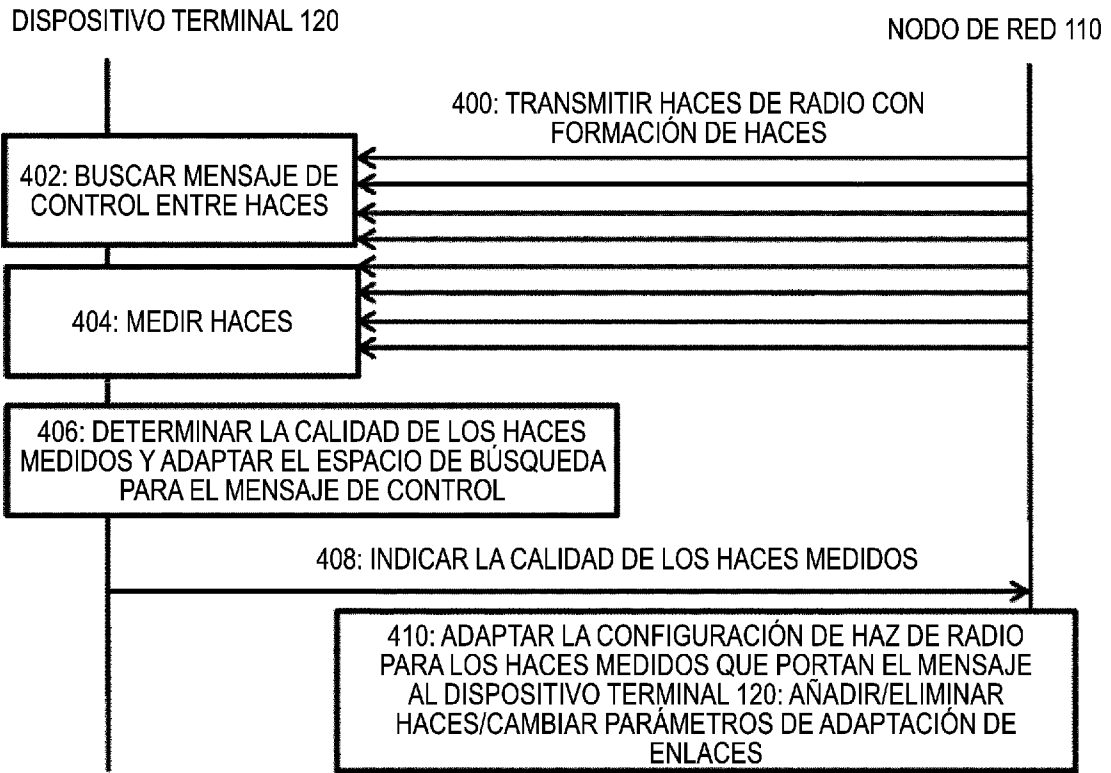 DISPOSITIVO TERMINAL 120
NODO DE RED 110
400: TRANSMITIR HACES DE RADIO CON
FORMACIÓN DE HACES
402: BUSCAR MENSAJE DE
CONTROL ENTRE HACES
404: MEDIR HACES
406: DETERMINAR LA CALIDAD DE LOS HACES
MEDIDOS Y ADAPTAR EL ESPACIO DE BÚSQUEDA
PARA EL MENSAJE DE CONTROL
408: INDICAR LA CALIDAD DE LOS HACES MEDIDOS
410: ADAPTAR LA CONFIGURACIÓN DE HAZ DE RADIO
PARA LOS HACES MEDIDOS QUE PORTAN EL MENSAJE
AL DISPOSITIVO TERMINAL 120: AÑADIR/ELIMINAR
HACES/CAMBIAR PARÁMETROS DE ADAPTACIÓN DE
ENLACES